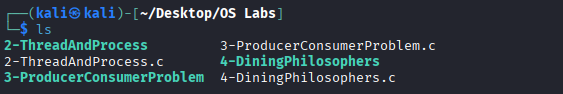 ┌──(kali㉿kali)-[~/Desktop/OS Labs]
└─$ ls
2-ThreadAndProcess 3-ProducerConsumerProblem.c
2-ThreadAndProcess.c 4-DiningPhilosophers
3-ProducerConsumerProblem 4-DiningPhilosophers.c